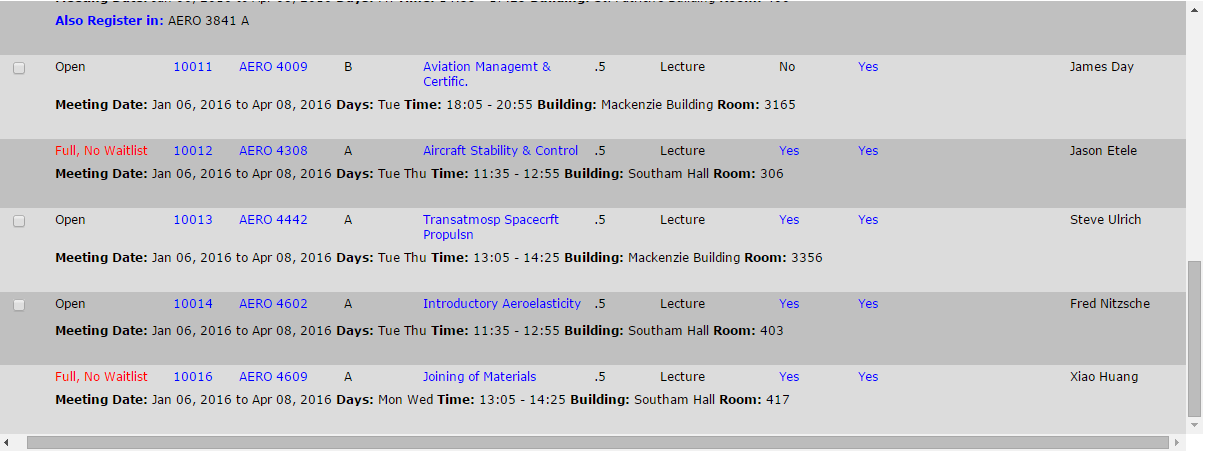 Also Register in: AERO 3841 A
Open 10011 AERO 4009 B Aviation Managemt & .5 Lecture No Yes James Day
Certific.
Meeting Date: Jan 06, 2016 to Apr 08, 2016 Days: Tue Time: 18:05 - 20:55 Building: Mackenzie Building Room: 3165
Full, No Waitlist 10012 AERO 4308 A Aircraft Stability & Control .5 Lecture Yes Yes Jason Etele
Meeting Date: Jan 06, 2016 to Apr 08, 2016 Days: Tue Thu Time: 11:35 - 12:55 Building: Southam Hall Room: 306
Open 10013 AERO 4442 A Transatmosp Spacecrft .5 Lecture Yes Yes Steve Ulrich
Propulsn
Meeting Date: Jan 06, 2016 to Apr 08, 2016 Days: Tue Thu Time: 13:05 - 14:25 Building: Mackenzie Building Room: 3356
Open 10014 AERO 4602 A Introductory Aeroelasticity .5 Lecture Yes Yes Fred Nitzsche
Meeting Date: Jan 06, 2016 to Apr 08, 2016 Days: Tue Thu Time: 11:35 - 12:55 Building: Southam Hall Room: 403
Full, No Waitlist 10016 AERO 4609 A Joining of Materials .5 Lecture Yes Yes Xiao Huang
Meeting Date: Jan 06, 2016 to Apr 08, 2016 Days: Mon Wed Time: 13:05 - 14:25 Building: Southam Hall Room: 417